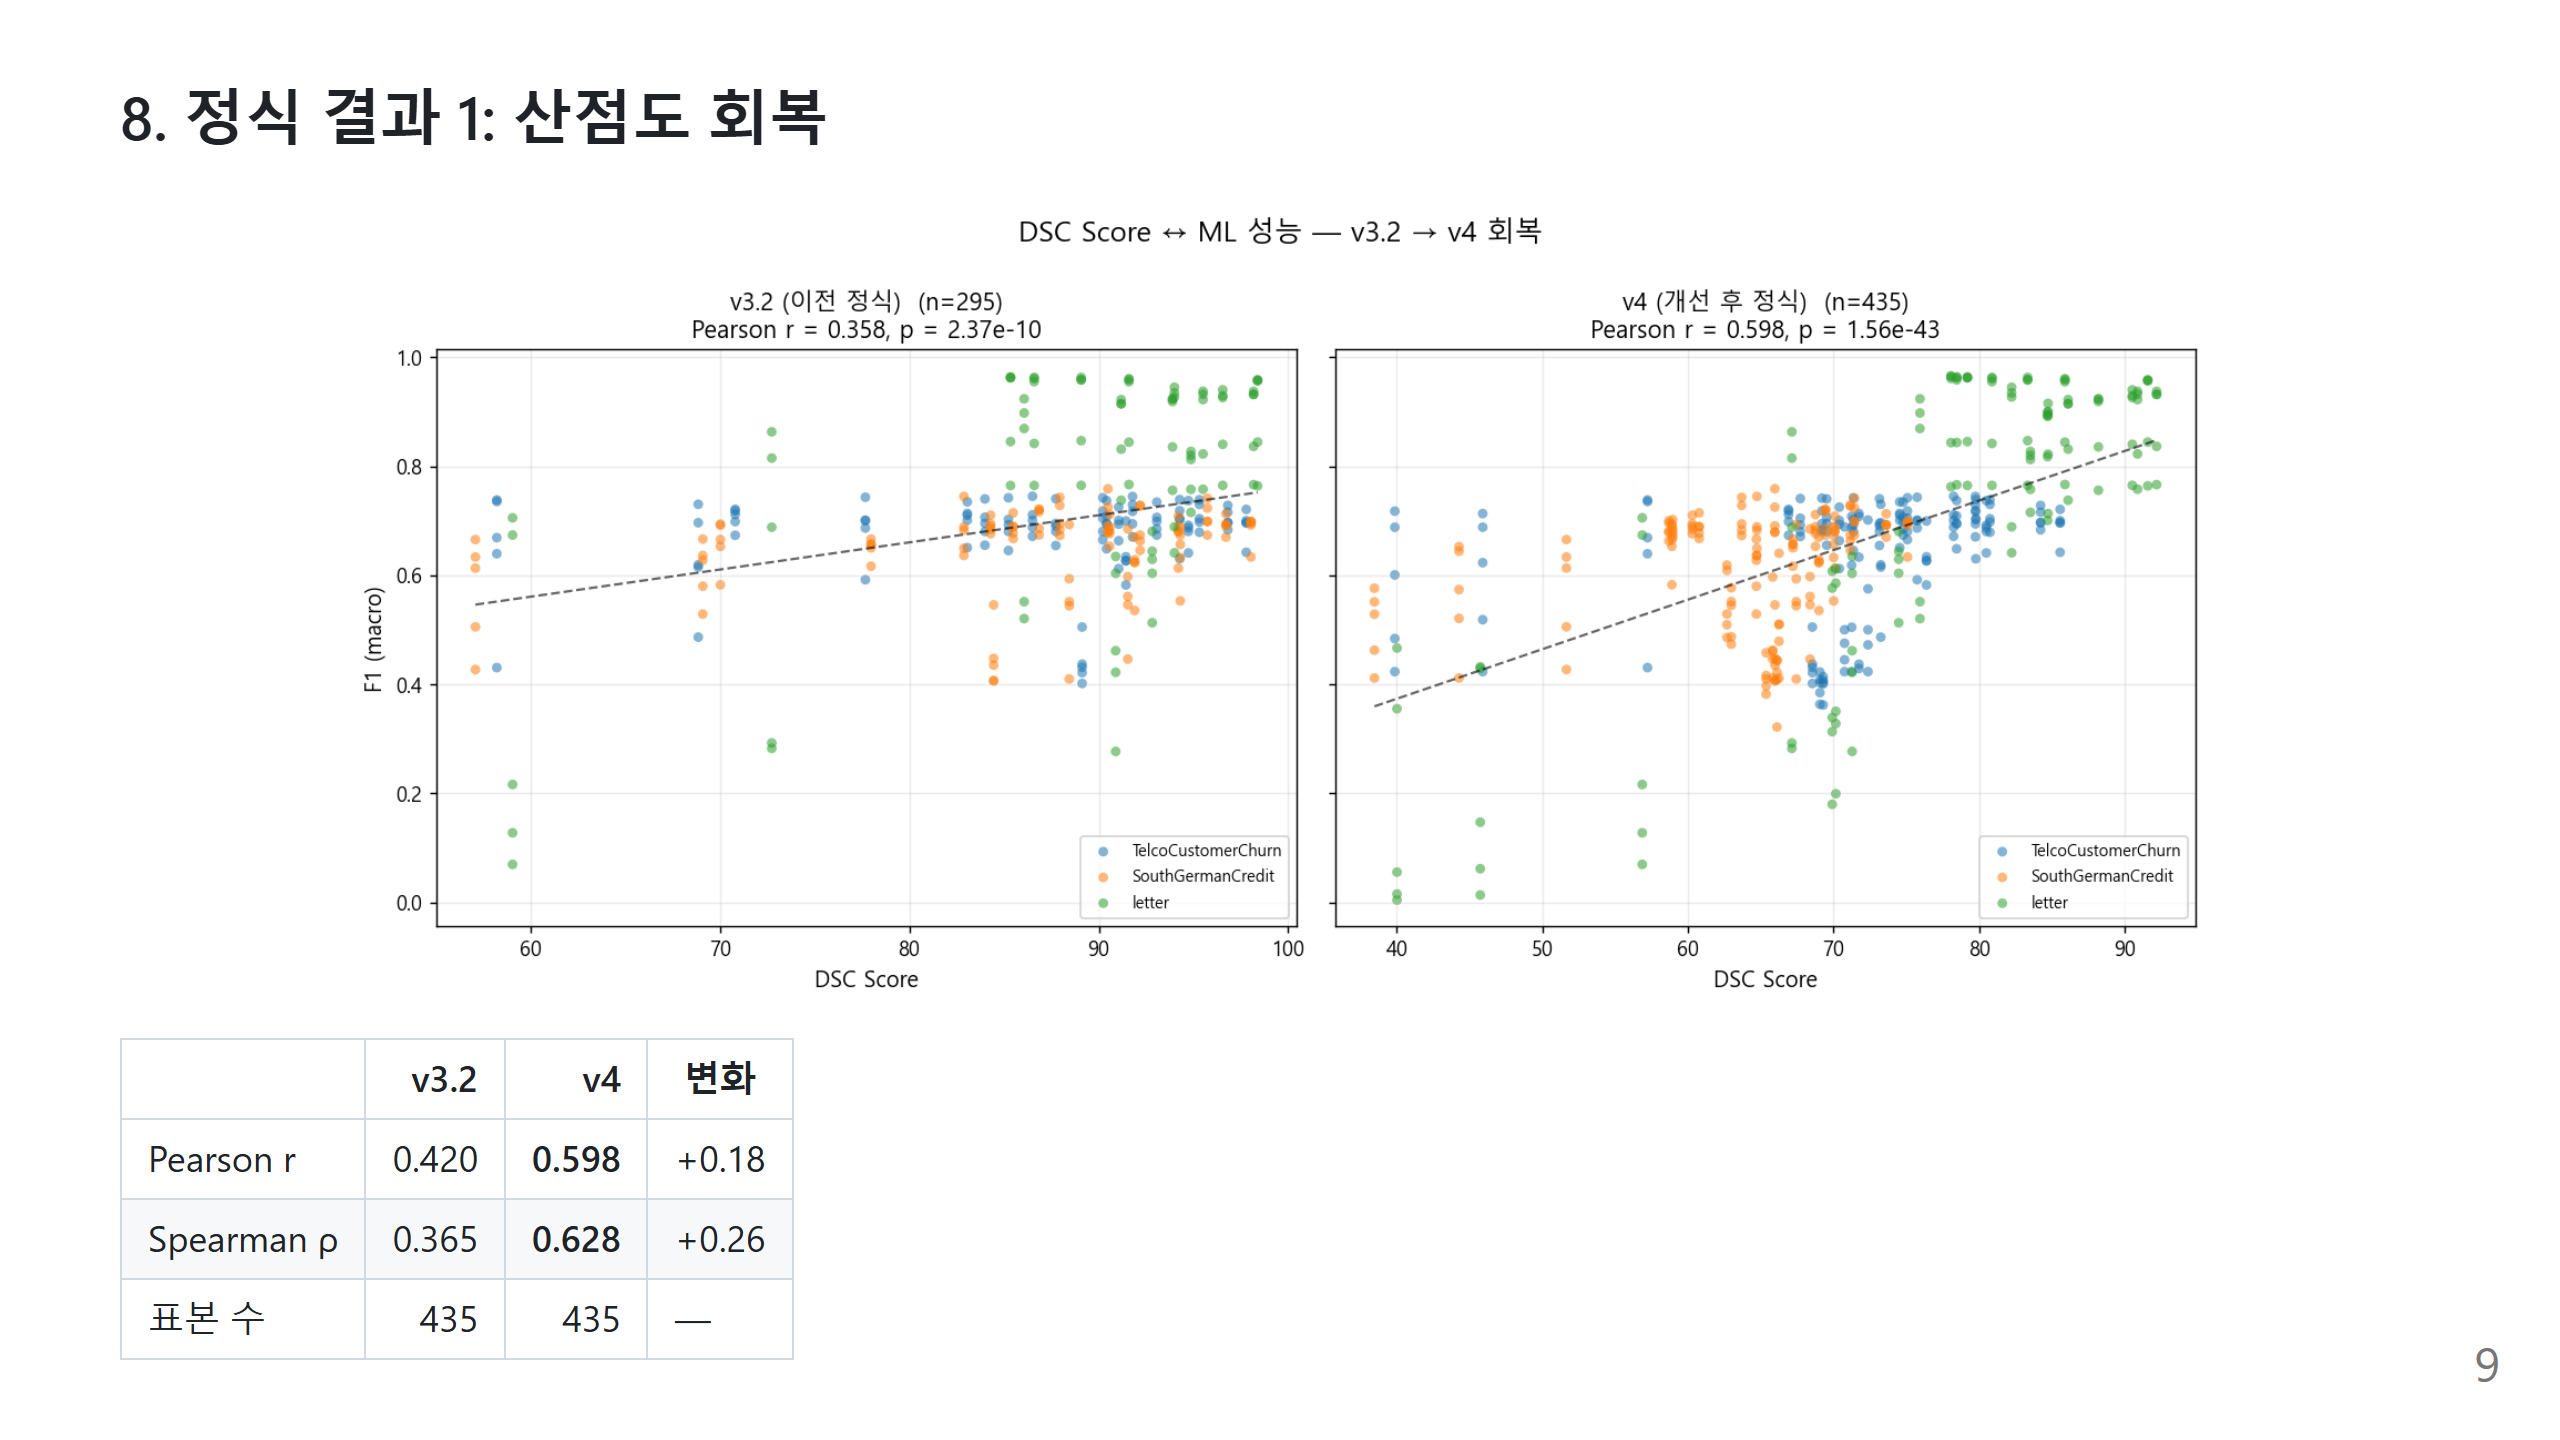 8. 정식 결과 1: 산점도 회복
DSC Score ↔ ML 성능 — v3.2 → v4 회복
v3.2 (이전 정식) (n=295)
Pearson r = 0.358, p = 2.37e-10
v4 (개선 후 정식) (n=435)
Pearson r = 0.598, p = 1.56e-43
F1 (macro)
1.0
0.8
0.6
0.4
0.2
0.0
TelcoCustomerChurn
SouthGermanCredit
letter
60 70 80 90 100
DSC Score
TelcoCustomerChurn
SouthGermanCredit
letter
40 50 60 70 80 90
DSC Score
v3.2 v4 변화
Pearson r 0.420 0.598 +0.18
Spearman ρ 0.365 0.628 +0.26
표본 수 435 435 —
9